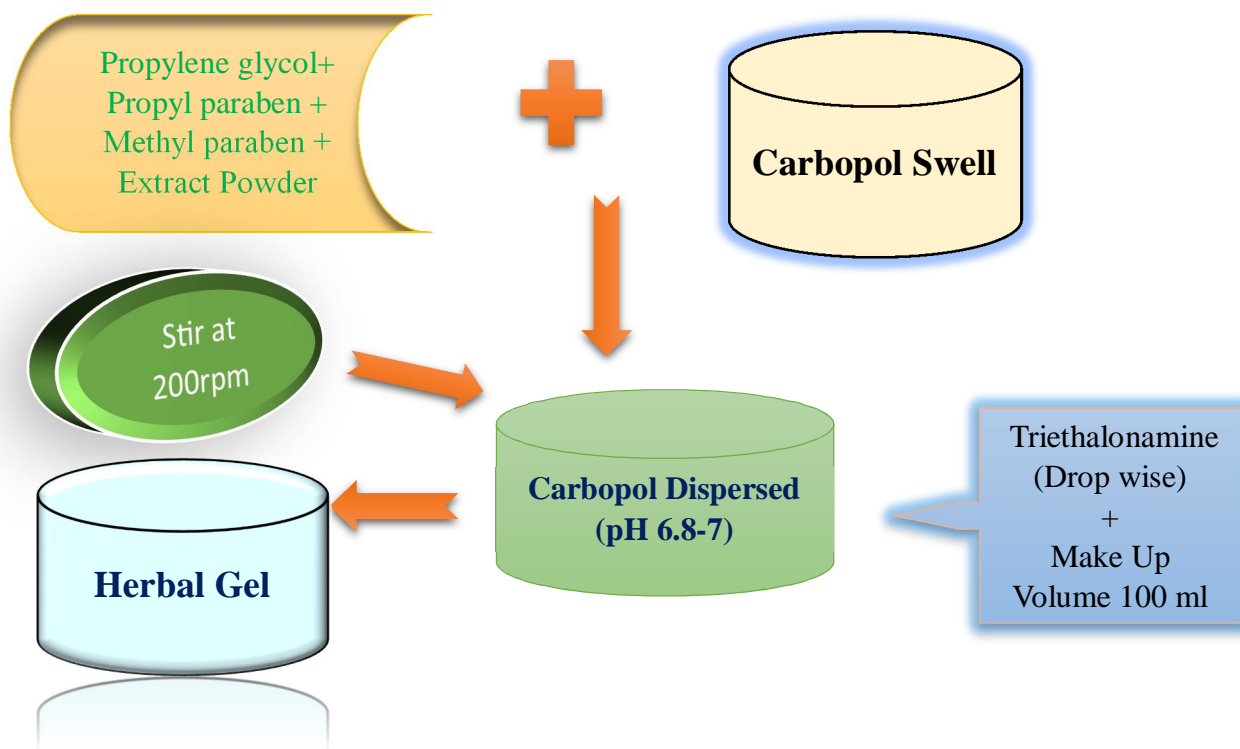 Propylene glycol+
Propyl paraben +
Methyl paraben +
Extract Powder
Carbopol Swell
Stir at
200rpm
Carbopol Dispersed
(pH 6.8-7)
Triethalonamine
(Drop wise)
+
Make Up
Volume 100 ml
Herbal Gel